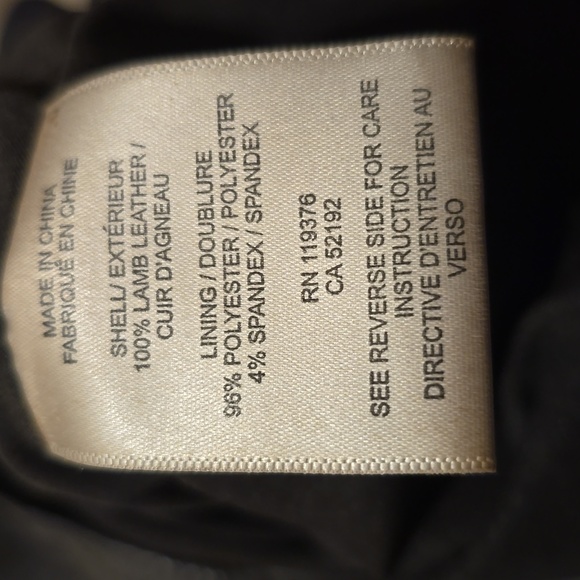 MADE IN CHINA
FABRIQUÉ EN CHINE
SHELL/ EXTÉRIEUR
100% LAMB LEATHER /
CUIR D'AGNEAU
LINING / DOUBLURE
96% POLYESTER / POLYESTER
4% SPANDEX / SPANDEX
RN 119376
CA 52192
SEE REVERSE SIDE FOR CARE
INSTRUCTION
DIRECTIVE D'ENTRETIEN AU
VERSO